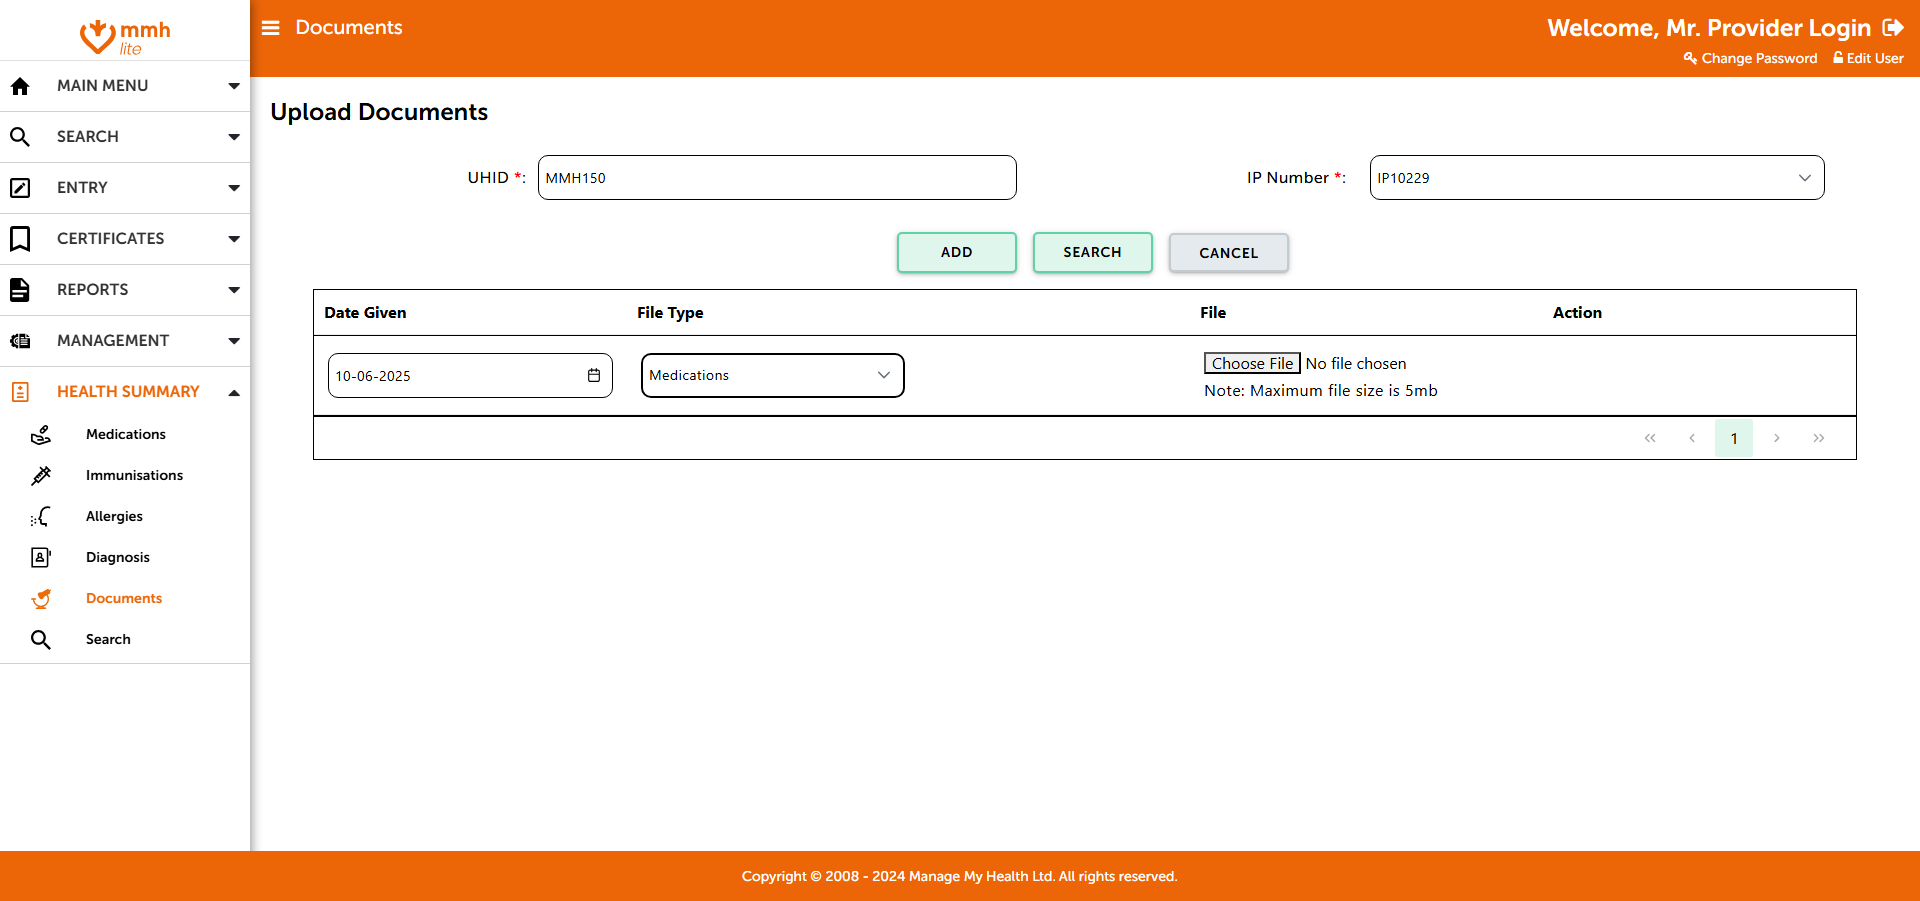 mmh
lite
Documents
Welcome, Mr. Provider Login
Change Password
Edit User
MAIN MENU
SEARCH
ENTRY
CERTIFICATES
REPORTS
MANAGEMENT
HEALTH SUMMARY
Medications
Immunisations
Allergies
Diagnosis
Documents
Search
Upload Documents
UHID *:
MMH150
IP Number *:
IP10229
ADD
SEARCH
CANCEL
Date Given
File Type
File
Action
10-06-2025
Medications
Choose File No file chosen
Note: Maximum file size is 5mb
1
Copyright © 2008 - 2024 Manage My Health Ltd. All rights reserved.